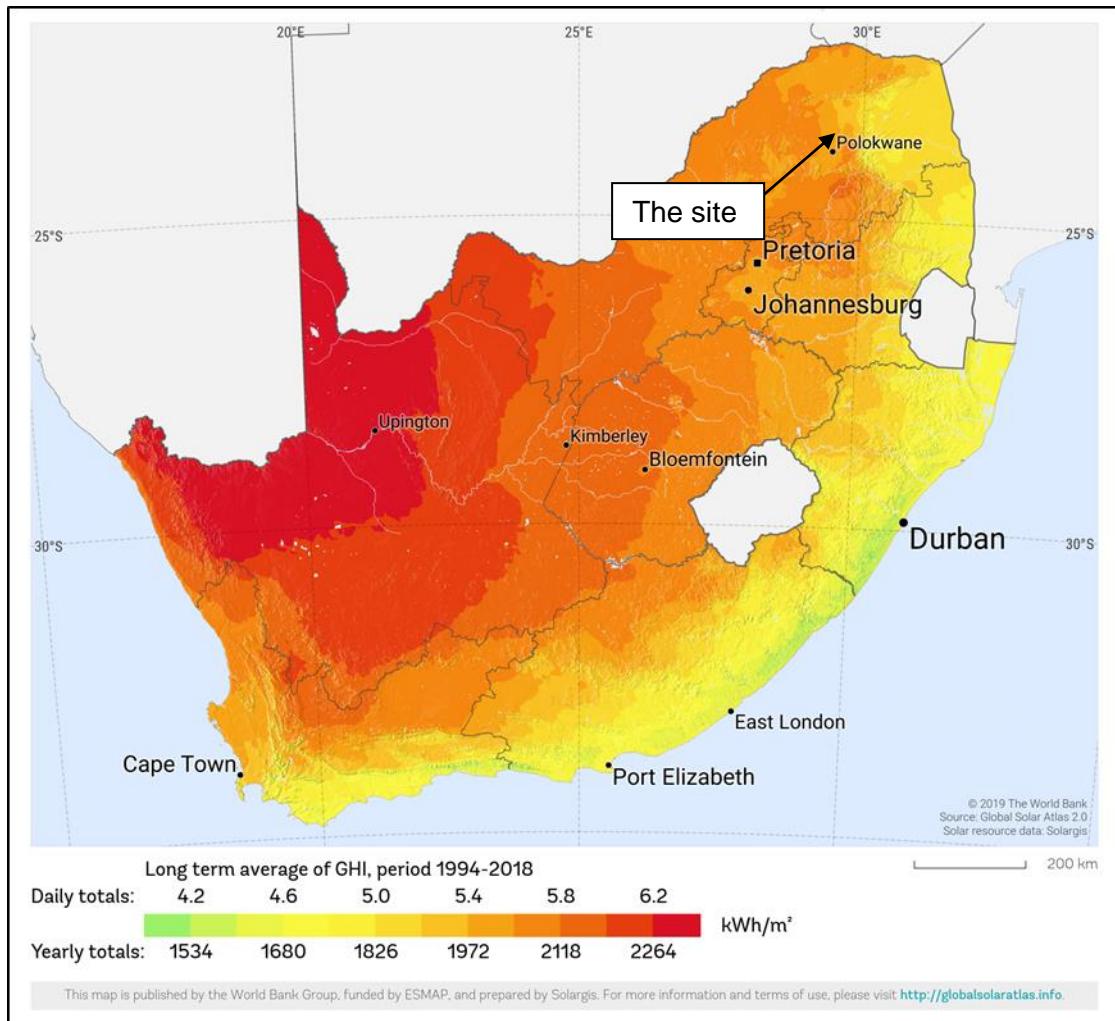 20°E
25°E
30°E
Polokwane
The site
25°S
25°S
Pretoria
Johannesburg
Upington
Kimberley
Bloemfontein
Durban
30°S
30°S
East London
Cape Town
Port Elizabeth
© 2019 The World Bank
Source: Global Solar Atlas 2.0
Solar resource data: Solargis
Long term average of GHI, period 1994-2018
200 km
Daily totals: 4.2 4.6 5.0 5.4 5.8 6.2
kWh/m²
Yearly totals: 1534 1680 1826 1972 2118 2264
This map is published by the World Bank Group, funded by ESMAP, and prepared by Solargis. For more information and terms of use, please visit http://globalsolaratlas.info.